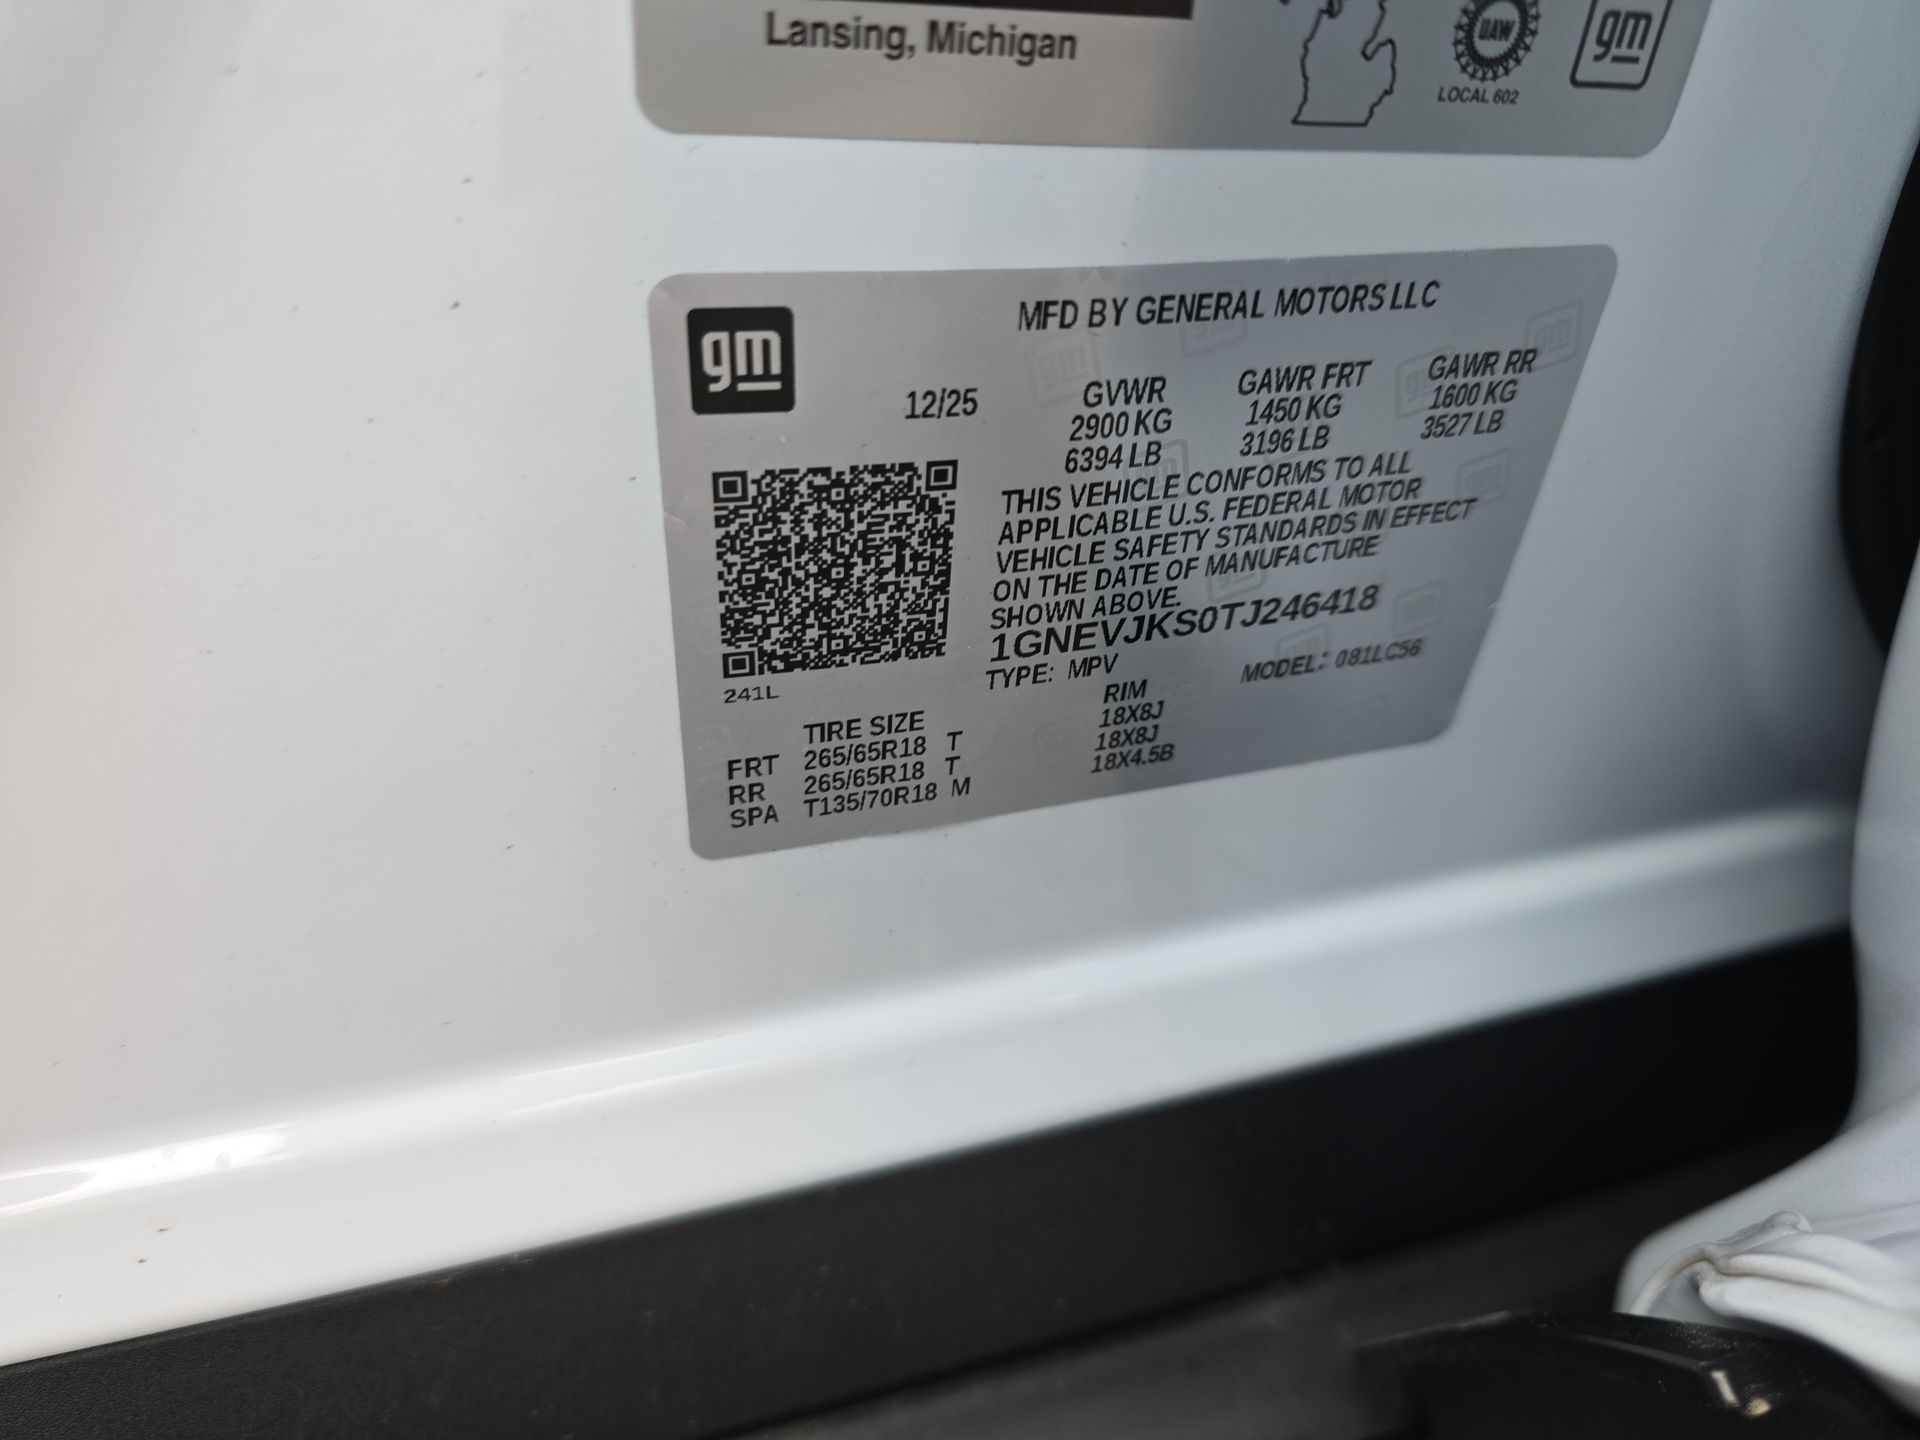 Lansing, Michigan
UAW
LOCAL 602
gm
gm
MFD BY GENERAL MOTORS LLC
12/25
GVWR GAWR FRT GAWR RR
2900 KG 1450 KG 1600 KG
6394 LB 3196 LB 3527 LB
THIS VEHICLE CONFORMS TO ALL
APPLICABLE U.S. FEDERAL MOTOR
VEHICLE SAFETY STANDARDS IN EFFECT
ON THE DATE OF MANUFACTURE
SHOWN ABOVE.
1GNEVJKS0TJ246418
TYPE: MPV MODEL: 081LC56
241L
TIRE SIZE RIM
FRT 265/65R18 T 18X8J
RR 265/65R18 T 18X8J
SPA T135/70R18 M 18X4.5B